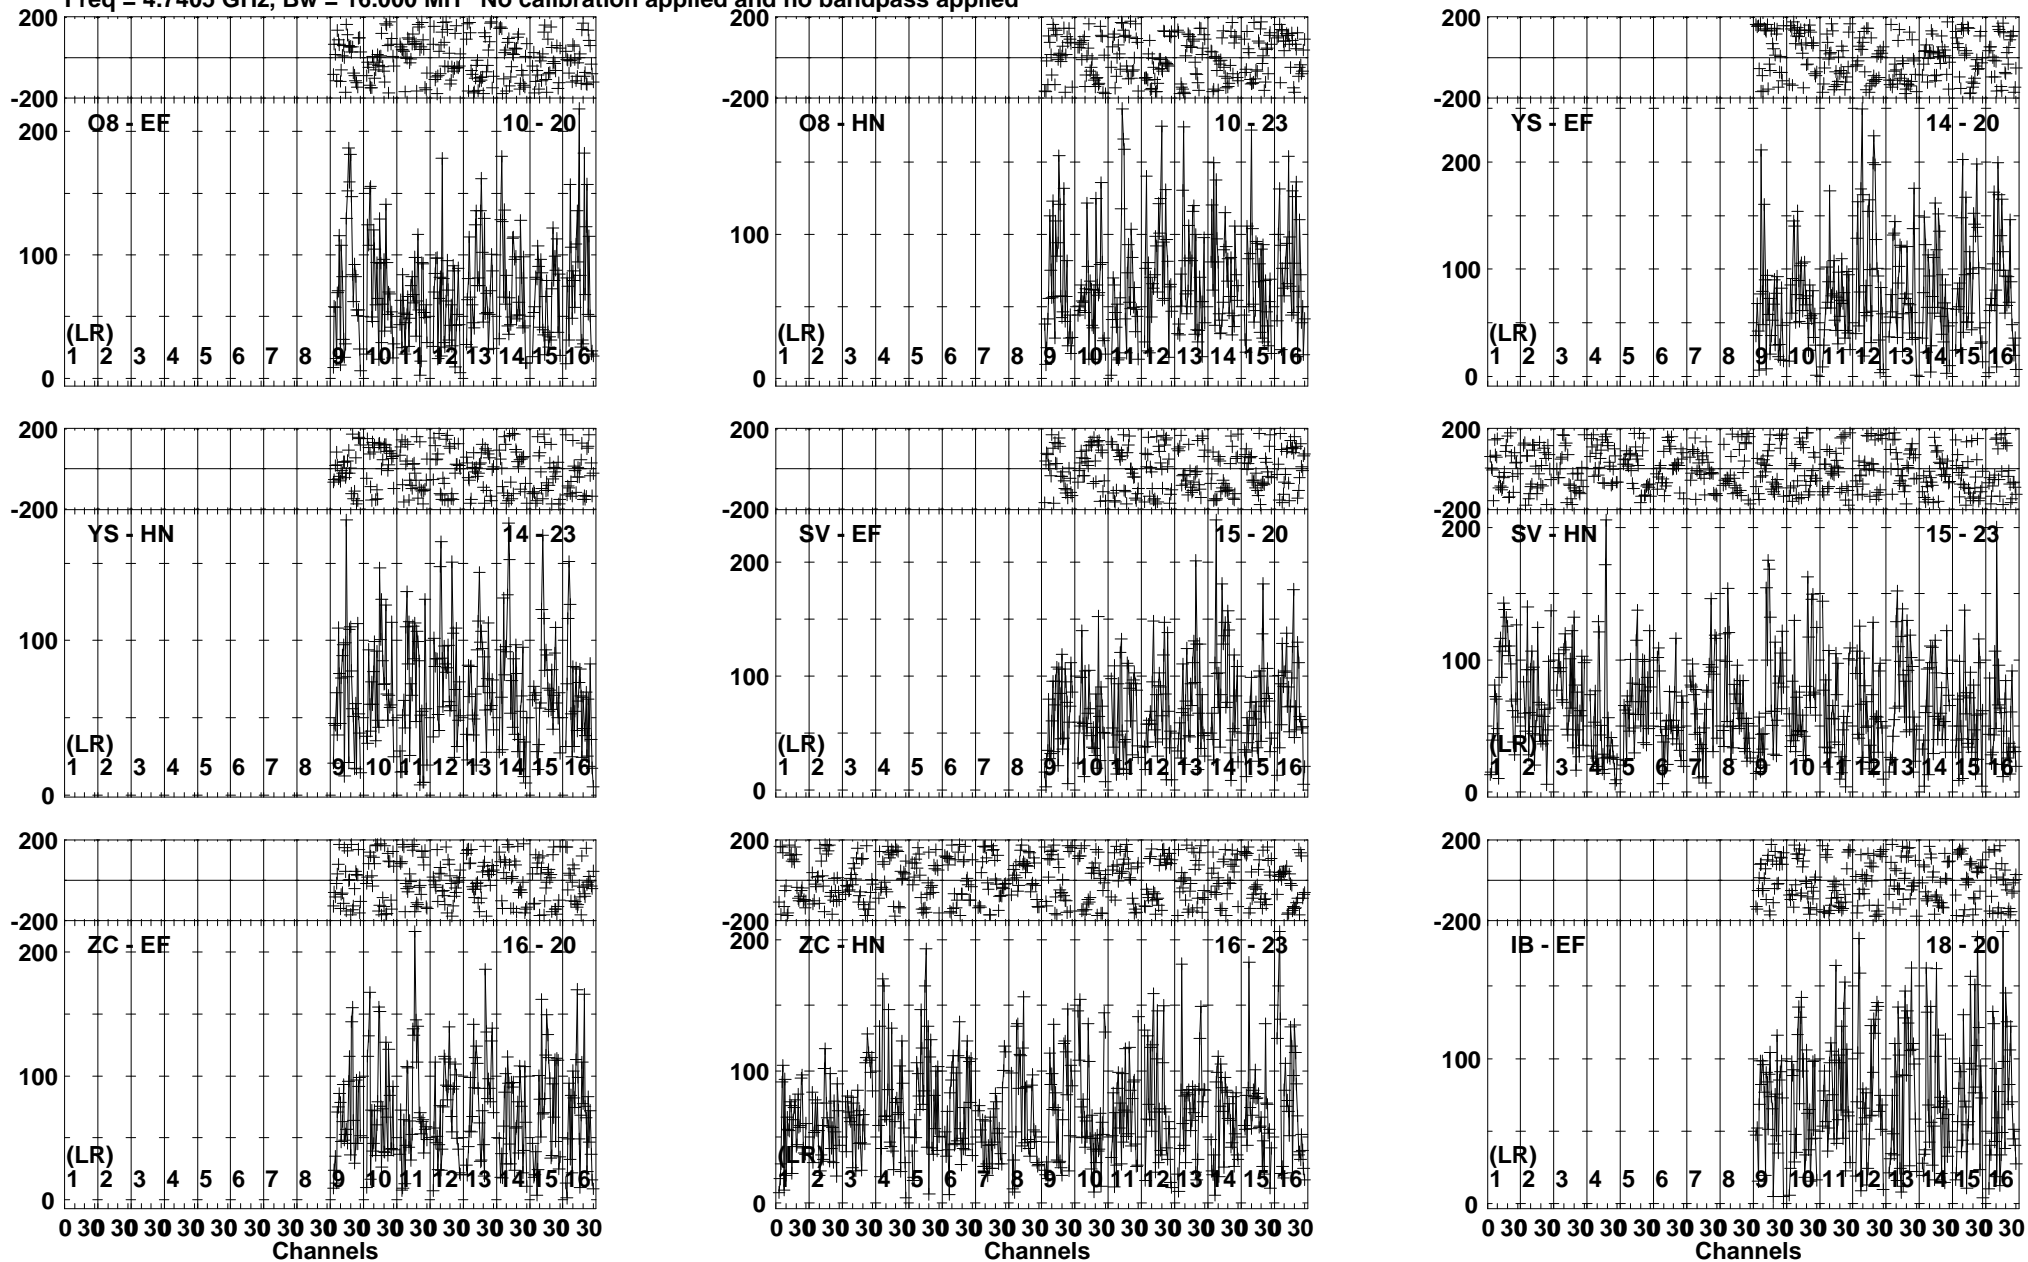 Freq = 4.7405 GHz, Bw = 16.000 MH No calibration applied and no bandpass applied
200
-200
O8 - EF 10 - 20
200
100
0
(LR)
1 2 3 4 5 6 7 8 9 10 11 12 13 14 15 16
200
-200
O8 - HN 10 - 23
100
0
(LR)
1 2 3 4 5 6 7 8 9 10 11 12 13 14 15 16
200
-200
YS - EF 14 - 20
200
100
0
(LR)
1 2 3 4 5 6 7 8 9 10 11 12 13 14 15 16
200
-200
YS - HN 14 - 23
100
0
(LR)
1 2 3 4 5 6 7 8 9 10 11 12 13 14 15 16
200
-200
SV - EF 15 - 20
200
100
0
(LR)
1 2 3 4 5 6 7 8 9 10 11 12 13 14 15 16
200
-200
SV - HN 15 - 23
200
100
0
(LR)
1 2 3 4 5 6 7 8 9 10 11 12 13 14 15 16
200
-200
ZC - EF 16 - 20
200
100
0
(LR)
1 2 3 4 5 6 7 8 9 10 11 12 13 14 15 16
0 30 30 30 30 30 30 30 30 30 30 30 30 30 30 30 30
Channels
200
-200
ZC - HN 16 - 23
200
100
0
(LR)
1 2 3 4 5 6 7 8 9 10 11 12 13 14 15 16
0 30 30 30 30 30 30 30 30 30 30 30 30 30 30 30 30
Channels
200
-200
IB - EF 18 - 20
100
0
(LR)
1 2 3 4 5 6 7 8 9 10 11 12 13 14 15 16
0 30 30 30 30 30 30 30 30 30 30 30 30 30 30 30 30
Channels